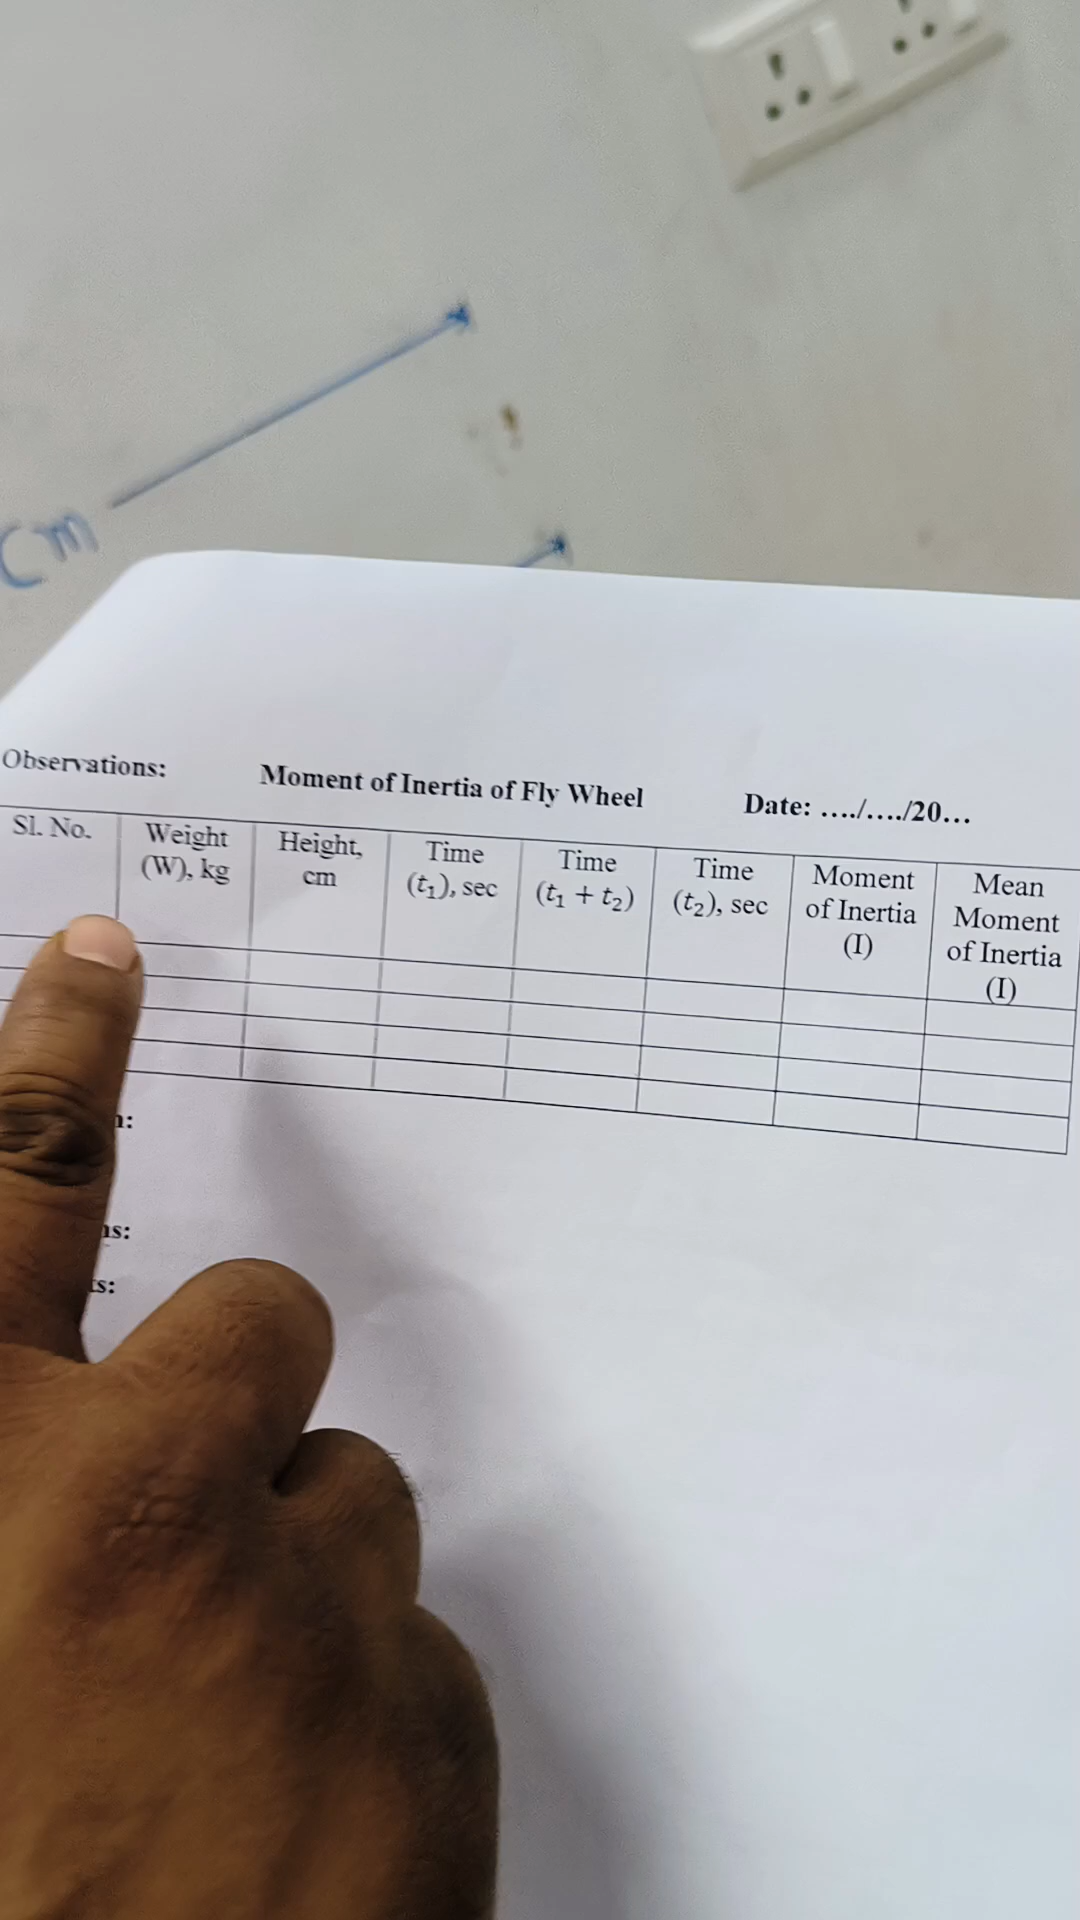 Cm
Observations: Moment of Inertia of Fly Wheel Date: ..../..../20...
Sl. No. Weight (W), kg Height, cm Time (t₁), sec Time (t₁ + t₂) Time (t₂), sec Moment of Inertia (I) Mean Moment of Inertia (I)